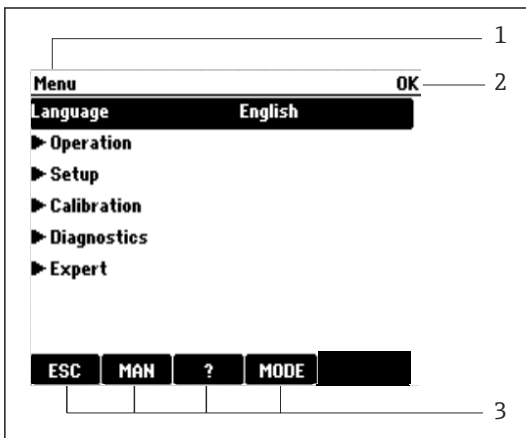 1
Menu OK 2
Language English
Operation
Setup
Calibration
Diagnostics
Expert
ESC MAN ? MODE
3